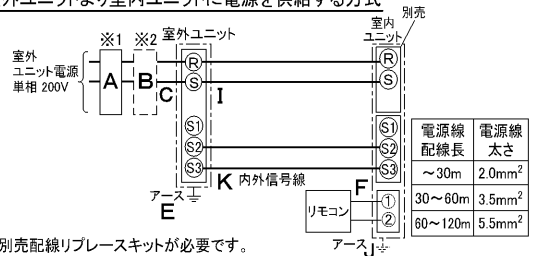 外ユニットより室内ユニットに電源を供給する方式
※1 ※2 室外ユニット
室内
ユニット
別売
室外
ユニット電源
単相 200V
A
B
C
R
S
I
R
S
S1
S2
S3
S1
S2
S3
K 内外信号線
アース
E
リモコン
F
①
②
アース J
電源線
配線長
電源線
太さ
～30m 2.0mm²
30～60m 3.5mm²
60～120m 5.5mm²
別売配線リプレースキットが必要です。